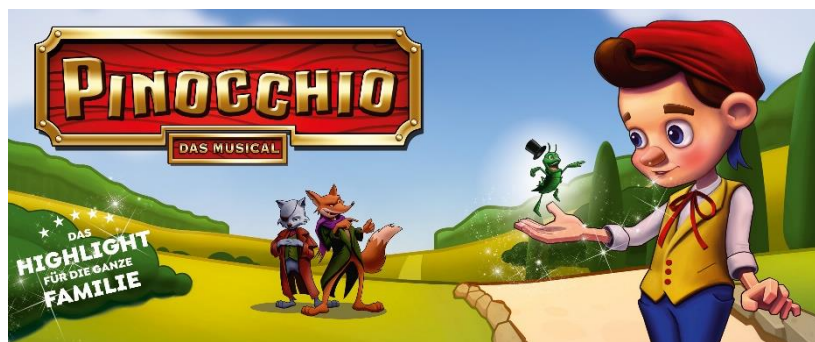 PINOCCHIO
DAS MUSICAL
DAS
HIGHLIGHT
FÜR DIE GANZE
FAMILIE